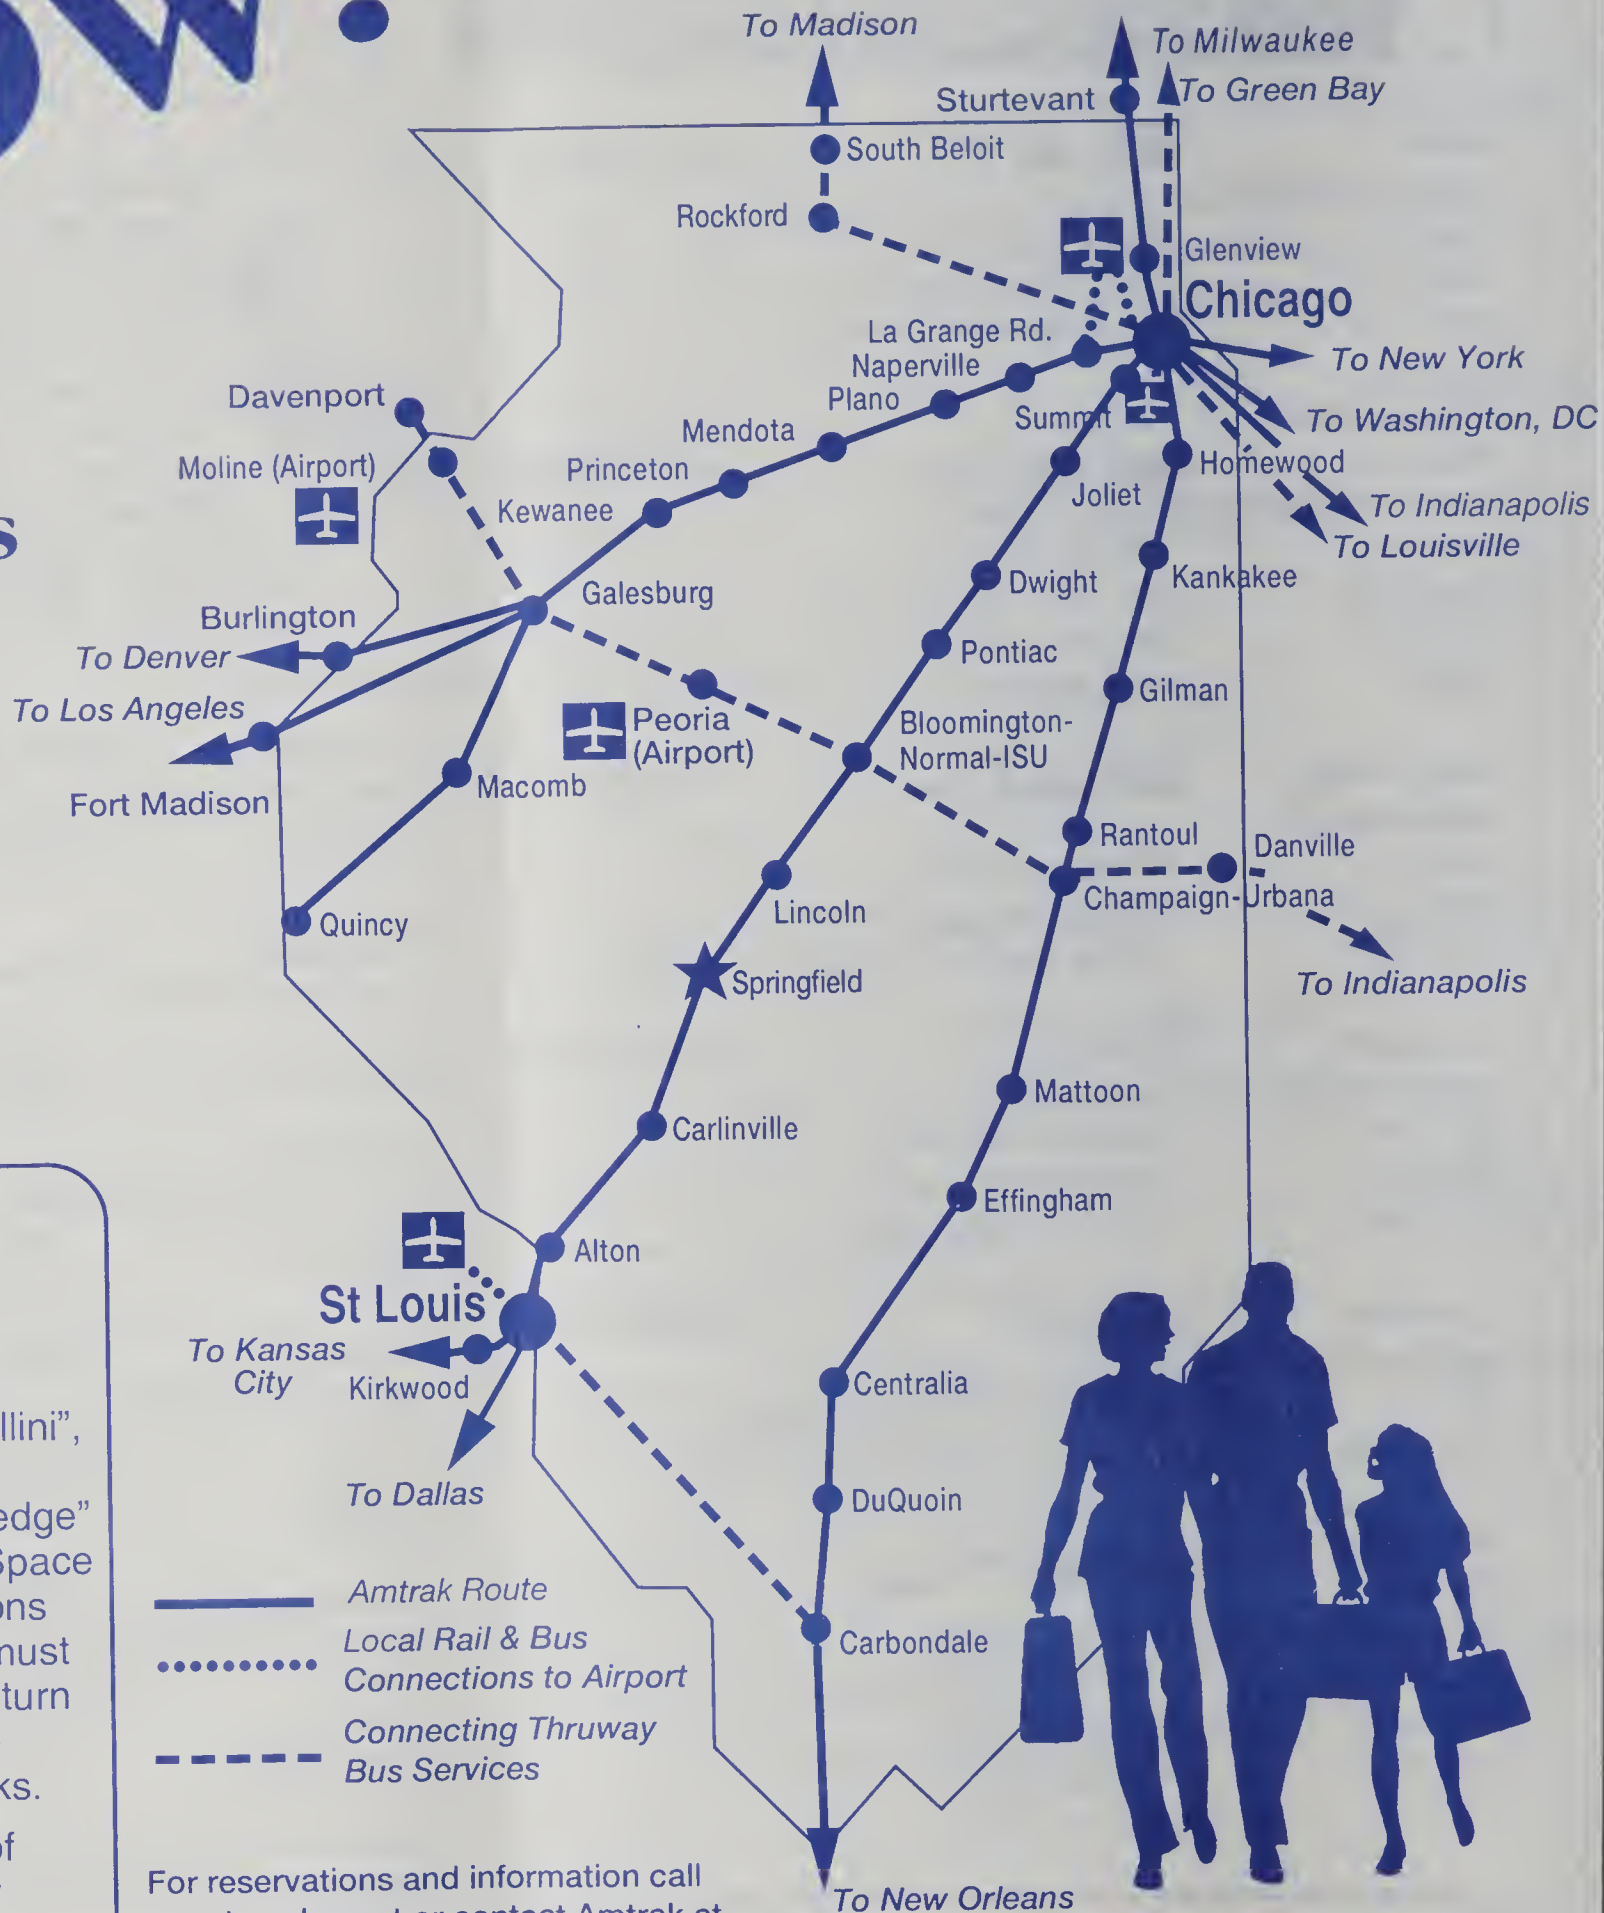 To Madison
To Milwaukee
To Green Bay
Sturtevant
South Beloit
Rockford
Glenview
Chicago
La Grange Rd.
Naperville
Plano
To New York
Davenport
Summit
To Washington, DC
Mendota
Moline (Airport)
Princeton
Homewood
Kewanee
Joliet
To Indianapolis
To Louisville
Galesburg
Dwight
Kankakee
Burlington
To Denver
Pontiac
Gilman
To Los Angeles
Peoria
(Airport)
Bloomington-
Normal-ISU
Macomb
Fort Madison
Rantoul
Danville
Champaign-Urbana
Lincoln
Quincy
Springfield
To Indianapolis
Mattoon
Carlinville
Effingham
Alton
St Louis
To Kansas
City
Kirkwood
Centralia
To Dallas
DuQuoin
Carbondale
Amtrak Route
Local Rail & Bus
Connections to Airport
Connecting Thruway
Bus Services
llini”,
edge”
Space
ons
must
turn
ks.
of
For reservations and information call
or contact Amtrak at
To New Orleans